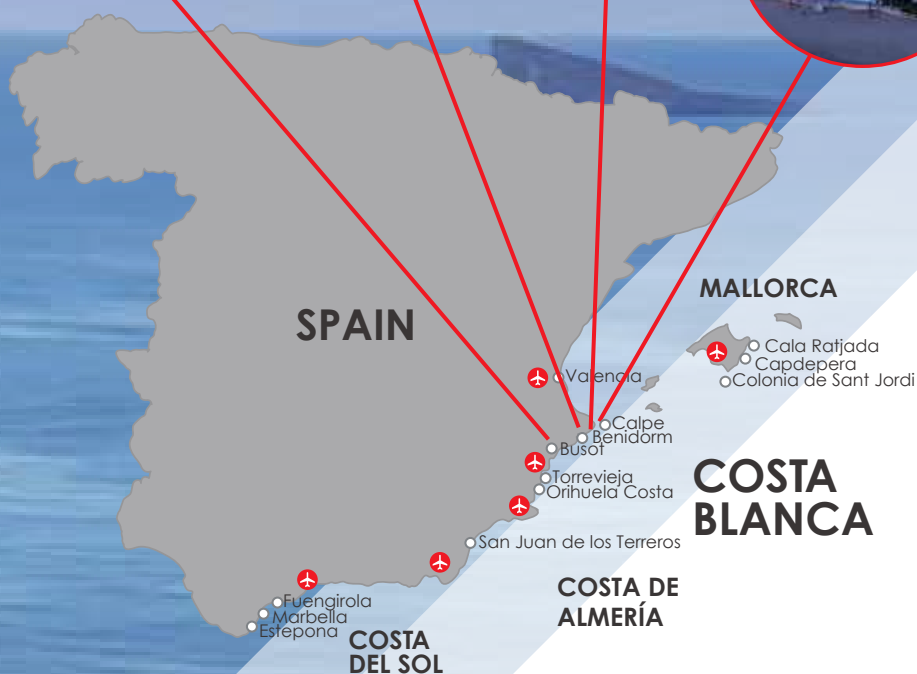 MALLORCA
SPAIN
Cala Ratjada
Capdepera
Colonia de Sant Jordi
Valencia
Calpe
Benidorm
Busot
Torrevieja
Orihuela Costa
COSTA
BLANCA
San Juan de los Terreros
COSTA DE
ALMERÍA
Fuengirola
Marbella
Estepona
COSTA
DEL SOL